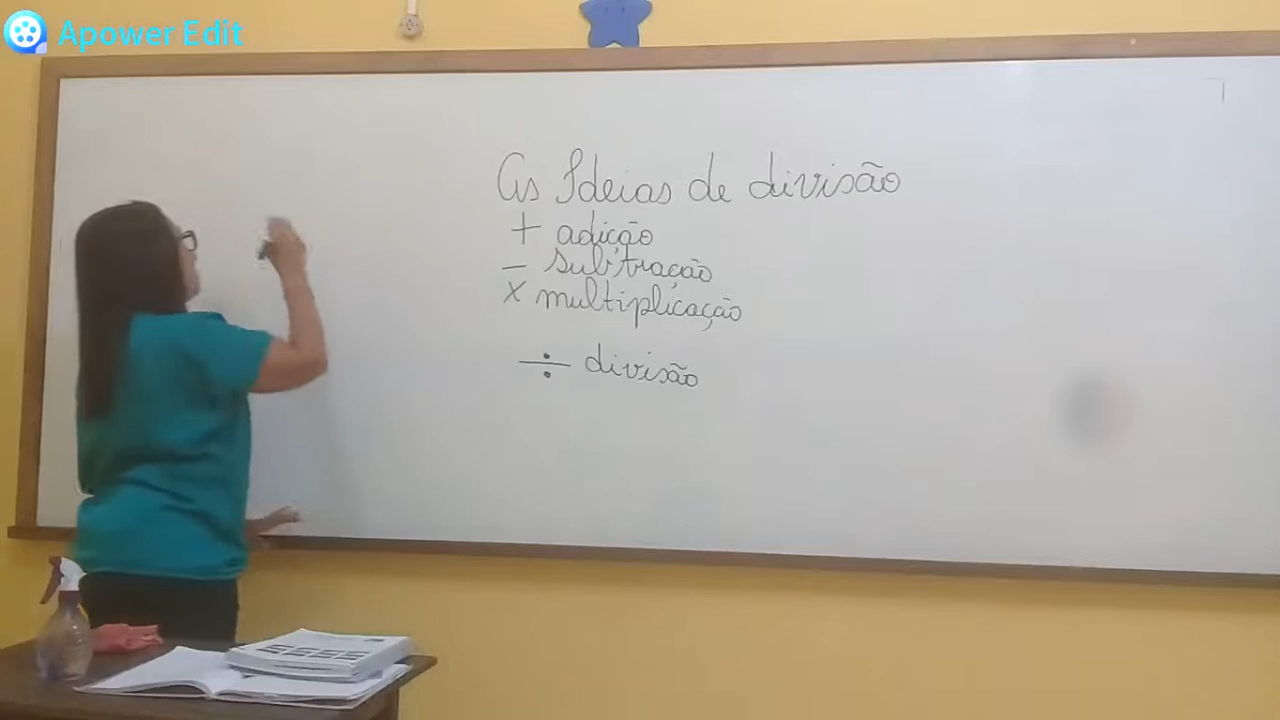 Apower Edit
As Ideias de divisão
+ adição
- subtração
x multiplicação
÷ divisão